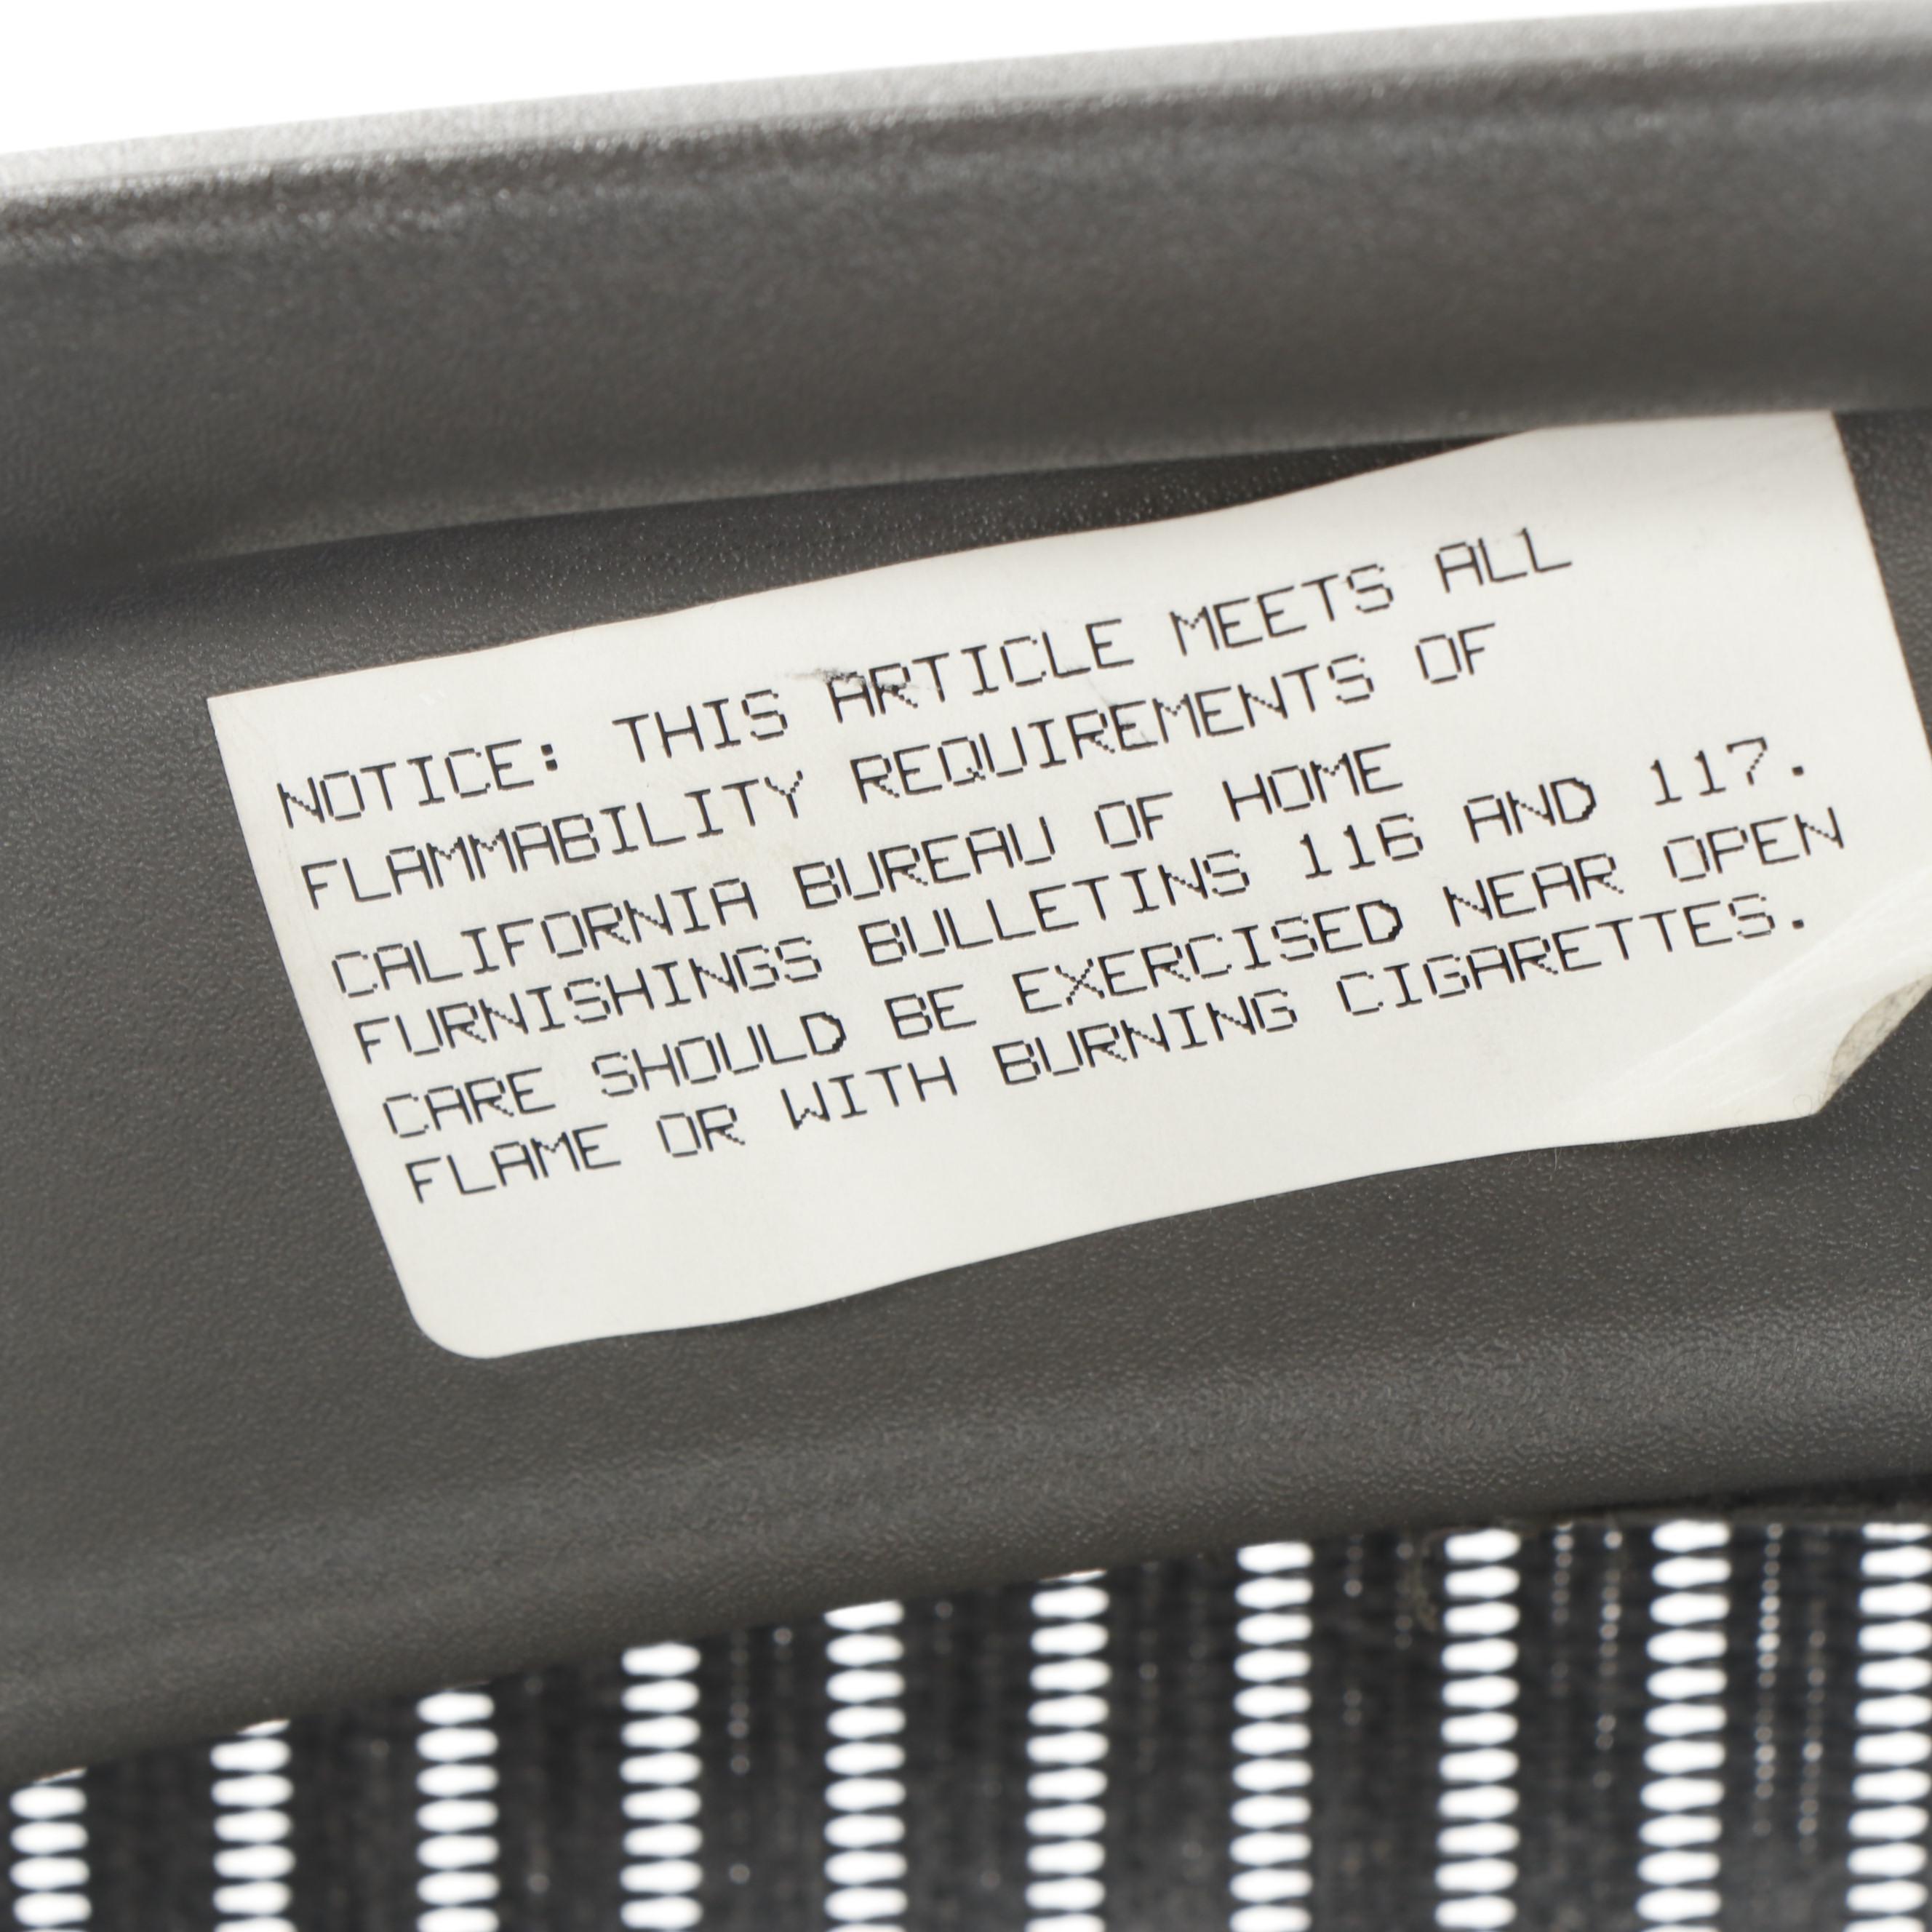 NOTICE: THIS ARTICLE MEETS ALL
FLAMMABILITY REQUIREMENTS OF
CALIFORNIA BUREAU OF HOME
FURNISHINGS BULLETINS 116 AND 117.
CARE SHOULD BE EXERCISED NEAR OPEN
FLAME OR WITH BURNING CIGARETTES.